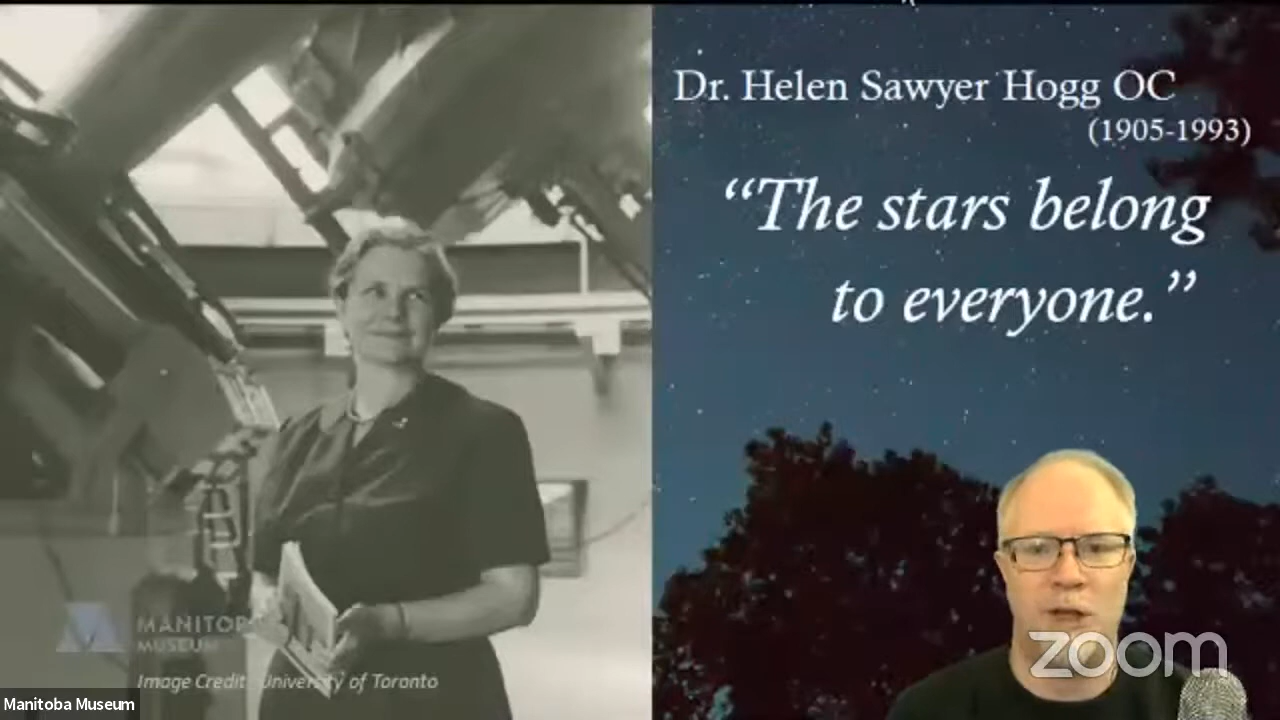 Dr. Helen Sawyer Hogg OC
(1905-1993)
“The stars belong
to everyone.”
MANITOBA
MUSEUM
Image Credit: University of Toronto
Manitoba Museum
zoom